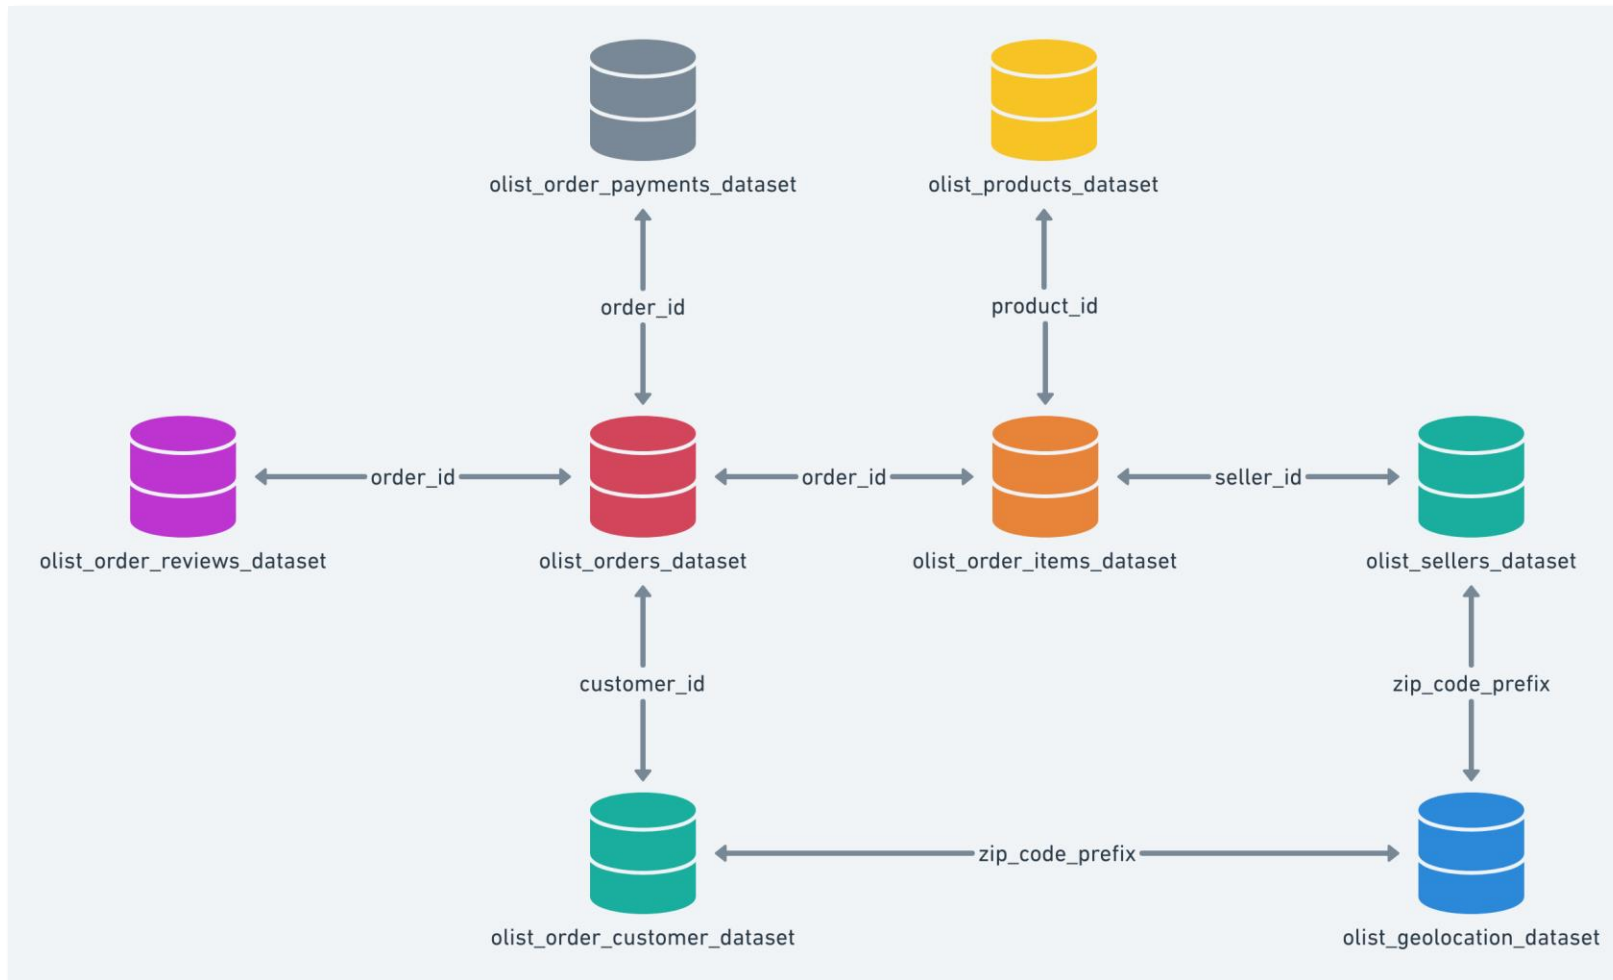 olist_order_payments_dataset
olist_products_dataset
order_id
product_id
order_id
order_id
seller_id
olist_order_reviews_dataset
olist_orders_dataset
olist_order_items_dataset
olist_sellers_dataset
customer_id
zip_code_prefix
zip_code_prefix
olist_order_customer_dataset
olist_geolocation_dataset